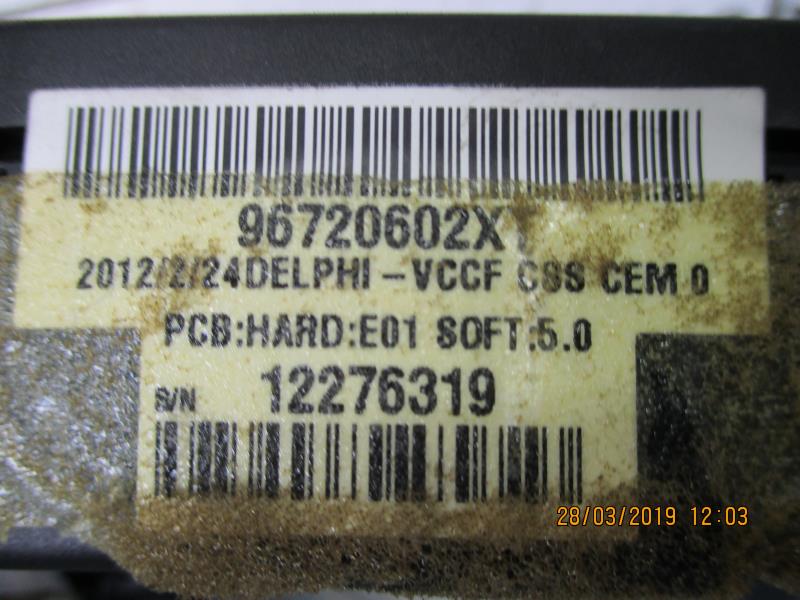 96720602XT
2012/2/24DELPHI-VCCF CSS CEM 0
PCB:HARD:E01 SOFT:5.0
S/N 12276319
28/03/2019 12:03